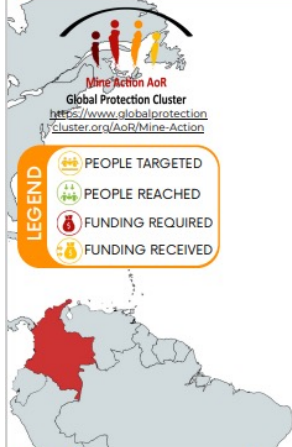 Mine Action AoR
Global Protection Cluster
https://www.globalprotection
cluster.org/AoR/Mine-Action
LEGEND
PEOPLE TARGETED
PEOPLE REACHED
FUNDING REQUIRED
FUNDING RECEIVED